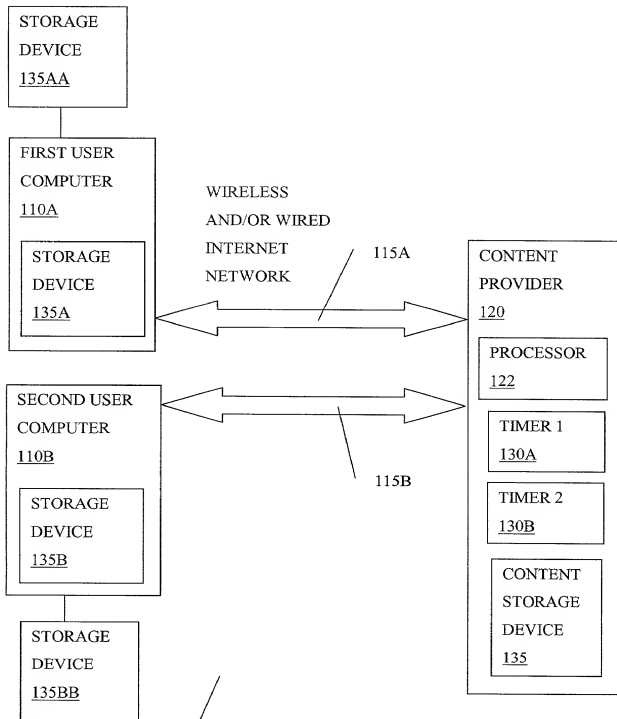 STORAGE
DEVICE
135AA
FIRST USER
COMPUTER
110A
STORAGE
DEVICE
135A
WIRELESS
AND/OR WIRED
INTERNET
NETWORK
115A
CONTENT
PROVIDER
120
PROCESSOR
122
TIMER 1
130A
TIMER 2
130B
CONTENT
STORAGE
DEVICE
135
SECOND USER
COMPUTER
110B
STORAGE
DEVICE
135B
115B
STORAGE
DEVICE
135BB